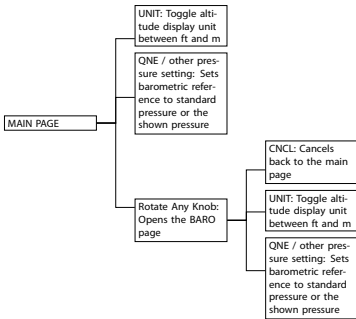 UNIT: Toggle alti-
tude display unit
between ft and m
QNE / other pres-
sure setting: Sets
barometric refer-
ence to standard
pressure or the
shown pressure
MAIN PAGE
Rotate Any Knob:
Opens the BARO
page
CNCL: Cancels
back to the main
page
UNIT: Toggle alti-
tude display unit
between ft and m
QNE / other pres-
sure setting: Sets
barometric refer-
ence to standard
pressure or the
shown pressure